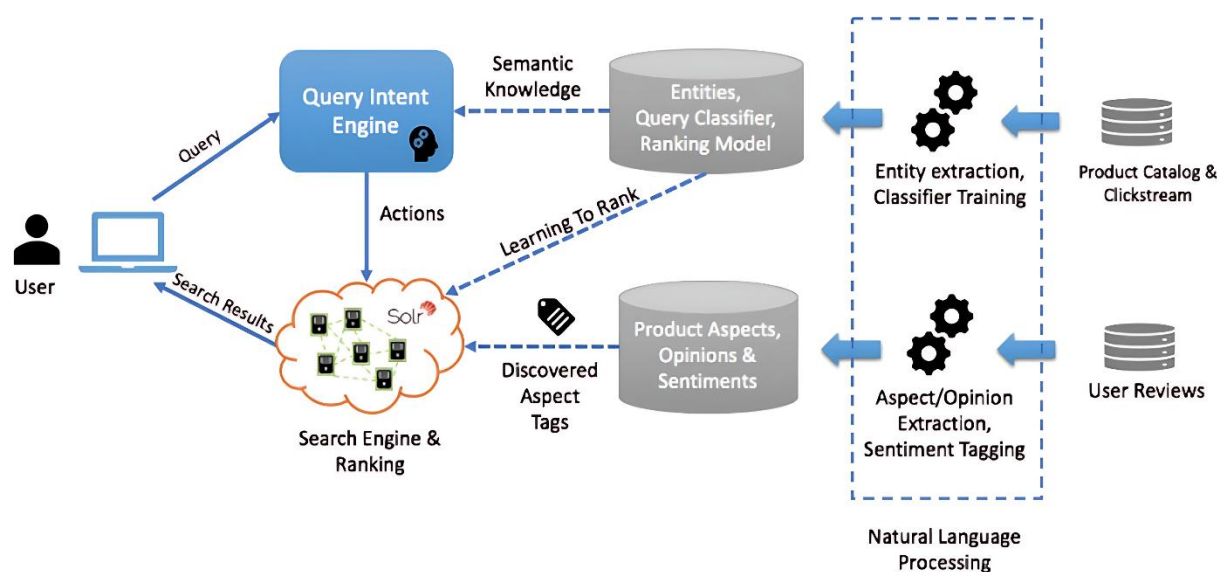 Semantic
Knowledge
Query Intent
Engine
Entities,
Query Classifier,
Ranking Model
Query
Entity extraction,
Classifier Training
Product Catalog &
Clickstream
Actions
Learning To Rank
User
Search Results
Solr
Product Aspects,
Opinions &
Sentiments
Discovered
Aspect
Tags
Aspect/Opinion
Extraction,
Sentiment Tagging
User Reviews
Search Engine &
Ranking
Natural Language
Processing